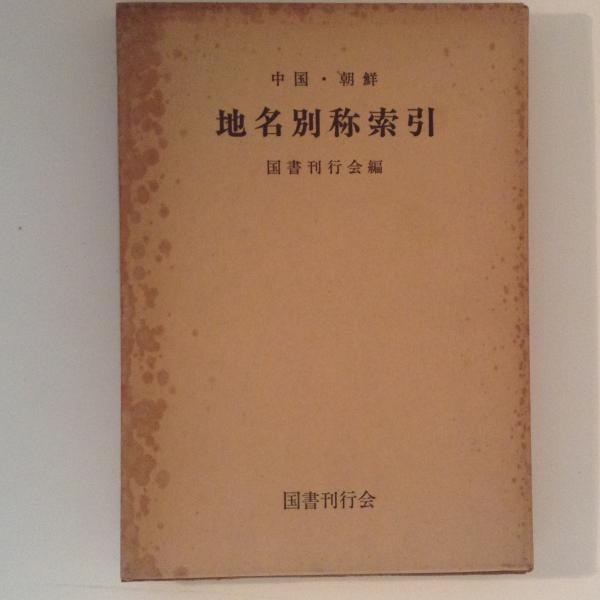 中国・朝鮮
地名別称索引
国書刊行会編
国書刊行会